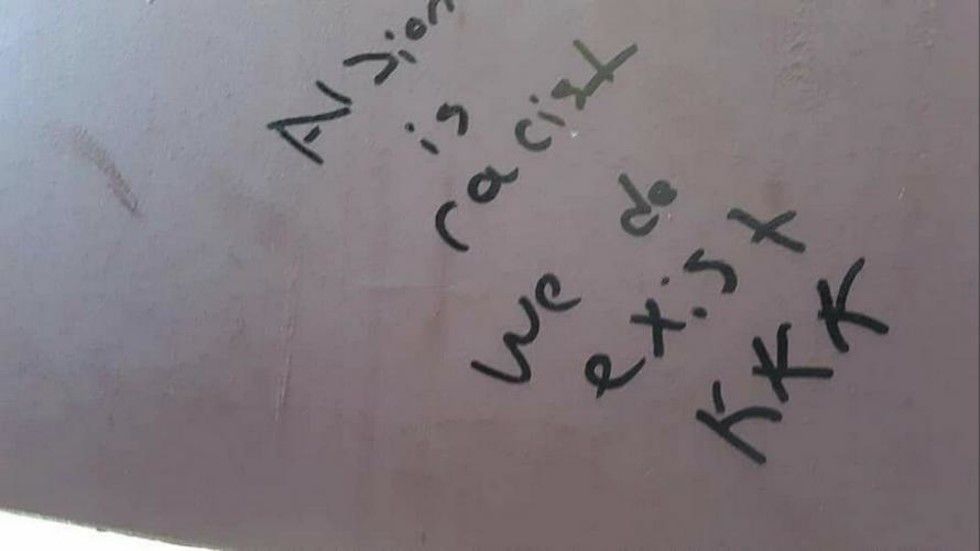 is
racist
we do
exist
KKK